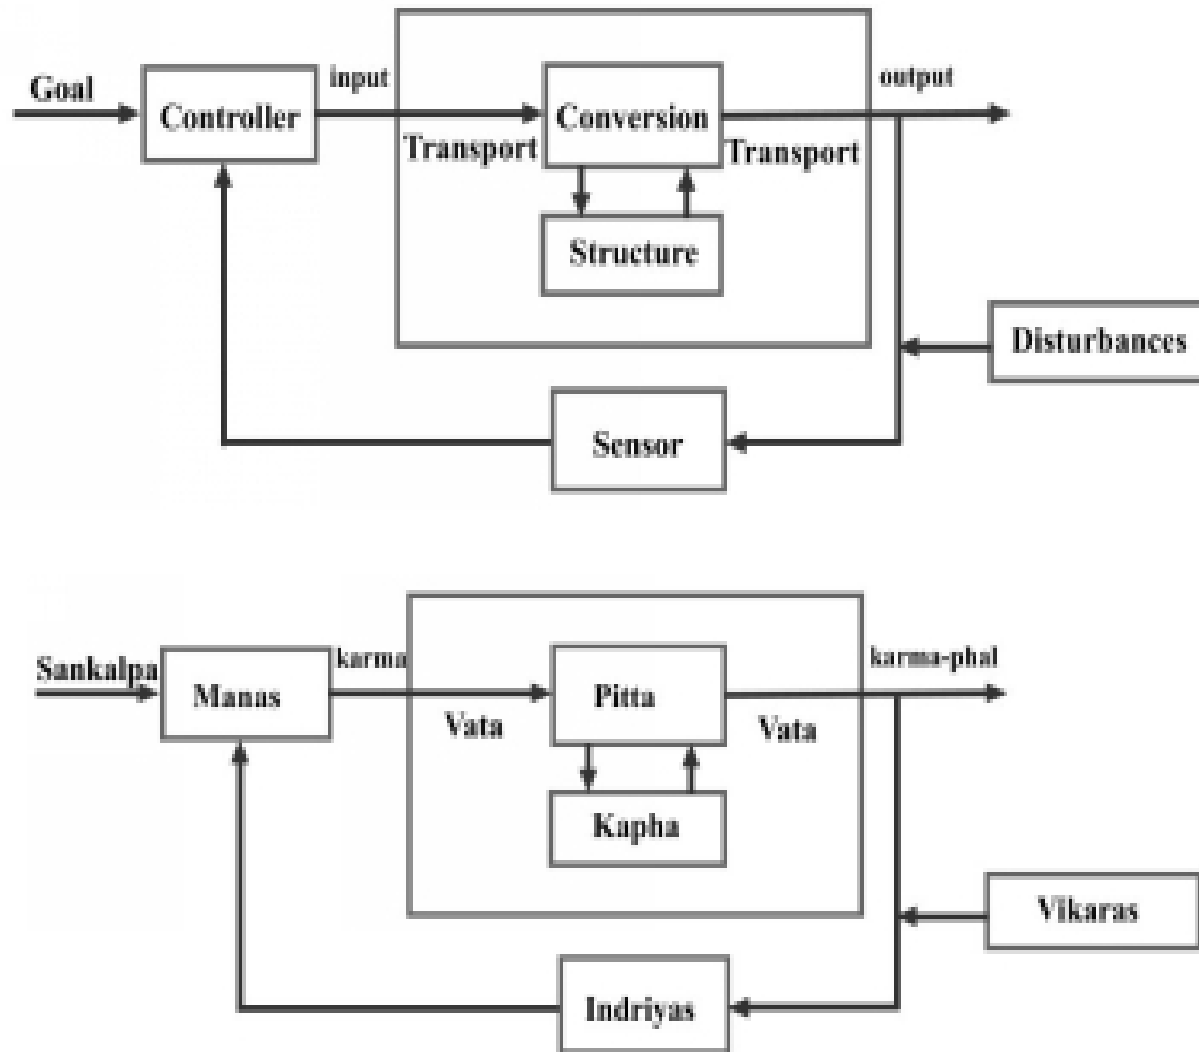 Goal
Controller
input
Transport
Conversion
Transport
output
Structure
Disturbances
Sensor
Sankalpa
Manas
karma
Vata
Pitta
Vata
karma-phal
Kapha
Vikaras
Indriyas